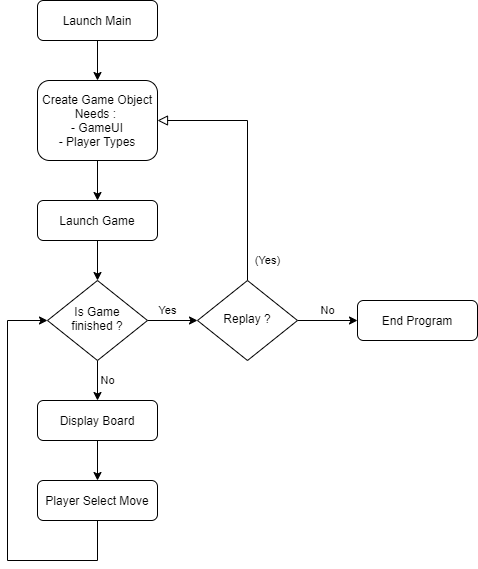 Launch Main
Create Game Object
Needs :
- GameUI
- Player Types
Launch Game
(Yes)
Is Game
finished ?
Yes
Replay ?
No
End Program
No
Display Board
Player Select Move